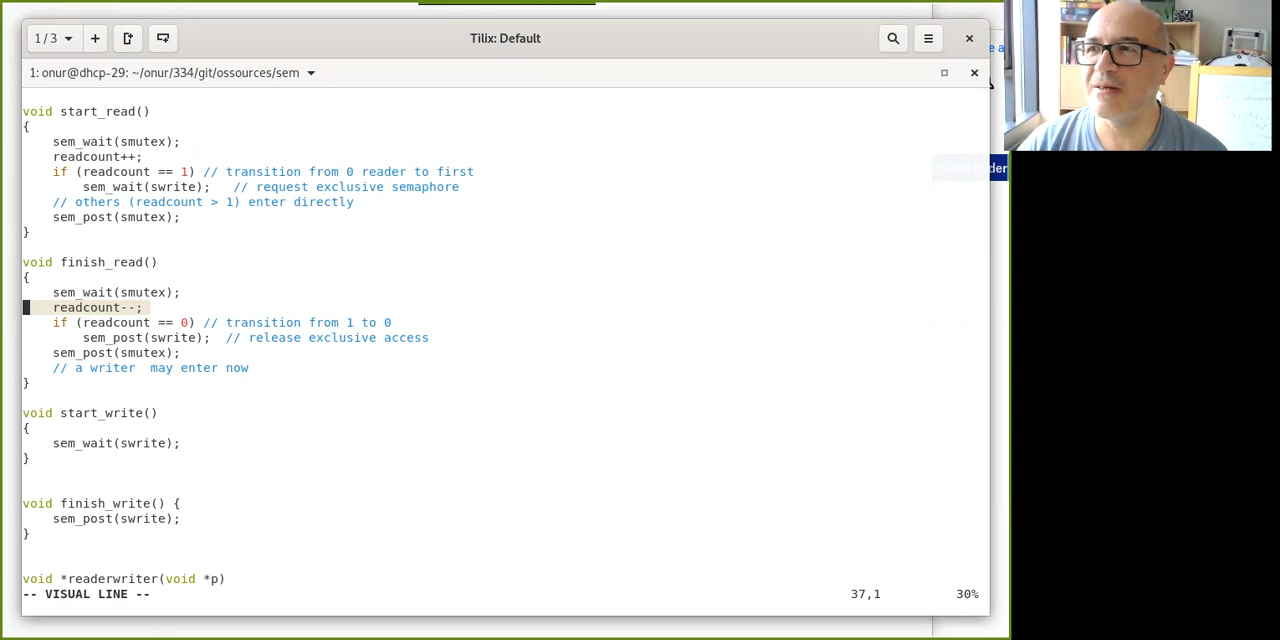 1 / 3
Tilix: Default
1: onur@dhcp-29: ~/onur/334/git/ossources/sem
void start_read()
{
    sem_wait(smutex);
    readcount++;
    if (readcount == 1) // transition from 0 reader to first
        sem_wait(swrite);   // request exclusive semaphore
    // others (readcount > 1) enter directly
    sem_post(smutex);
}
void finish_read()
{
    sem_wait(smutex);
    readcount--;
    if (readcount == 0) // transition from 1 to 0
        sem_post(swrite);  // release exclusive access
    sem_post(smutex);
    // a writer  may enter now
}
void start_write()
{
    sem_wait(swrite);
}
void finish_write() {
    sem_post(swrite);
}
void *readerwriter(void *p)
-- VISUAL LINE --
37,1
30%